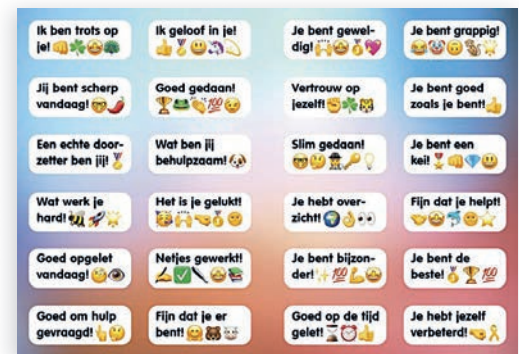 Ik ben trots op
je! 👊☘️🤩🌳
Ik geloof in je!
👍🏅😃🦄💫
Je bent gewel-
dig! 🙌🤩🏅💖
Je bent grappig!
😂🤡🙃🐒🌟
Jij bent scherp
vandaag! 🤓🌶️
Goed gedaan!
🏆🐸👏💯😉
Vertrouw op
jezelf! ✊🍀🐯
Je bent goed
zoals je bent! 👍
Een echte door-
zetter ben jij! 🏅
Wat ben jij
behulpzaam! 🐶
Slim gedaan!
🤓🤔🕵️🔑💡
Je bent een
kei! 🎖️👊💎😃
Wat werk je
hard! 🐝🚀🌟
Het is je gelukt!
🥳🙌🤜🏅🌞
Je hebt over-
zicht! 🌍👌👀
Fijn dat je helpt!
🤝🤩🐬🌞⭐
Goed opgelet
vandaag! 🧐👁️
Netjes gewerkt!
✍️✅🖊️🤩📚
Je bent bijzon-
der! ✨💯💪🤩
Je bent de
beste! 🏅🏆💯
Goed om hulp
gevraagd! 👆🤔
Fijn dat je er
bent! 🤗🐻🐭
Goed op de tijd
gelet! ⌛⏰👍
Je hebt jezelf
verbeterd! 🤜🎗️